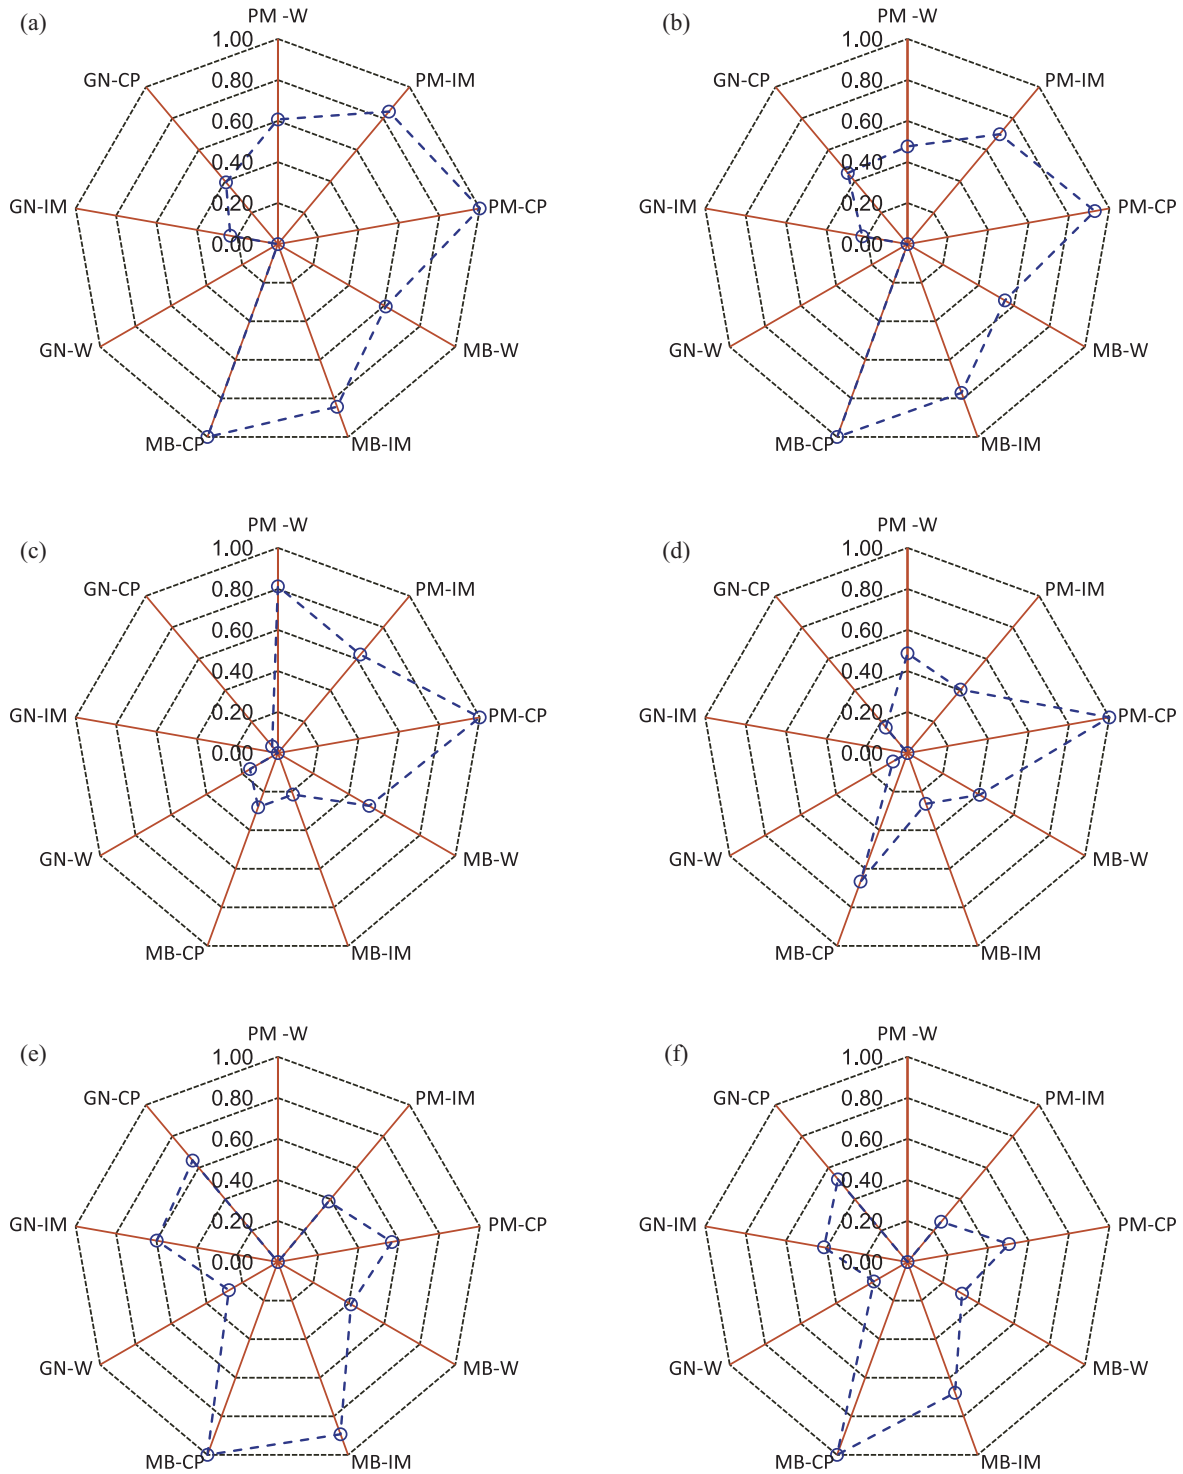 (a)
PM -W
1.00
0.80
0.60
0.40
0.20
0.00
PM-IM
PM-CP
MB-W
MB-IM
MB-CP
GN-W
GN-IM
GN-CP
(b)
PM -W
1.00
0.80
0.60
0.40
0.20
0.00
PM-IM
PM-CP
MB-W
MB-IM
MB-CP
GN-W
GN-IM
GN-CP
(c)
PM -W
1.00
0.80
0.60
0.40
0.20
0.00
PM-IM
PM-CP
MB-W
MB-IM
MB-CP
GN-W
GN-IM
GN-CP
(d)
PM -W
1.00
0.80
0.60
0.40
0.20
0.00
PM-IM
PM-CP
MB-W
MB-IM
MB-CP
GN-W
GN-IM
GN-CP
(e)
PM -W
1.00
0.80
0.60
0.40
0.20
0.00
PM-IM
PM-CP
MB-W
MB-IM
MB-CP
GN-W
GN-IM
GN-CP
(f)
PM -W
1.00
0.80
0.60
0.40
0.20
0.00
PM-IM
PM-CP
MB-W
MB-IM
MB-CP
GN-W
GN-IM
GN-CP